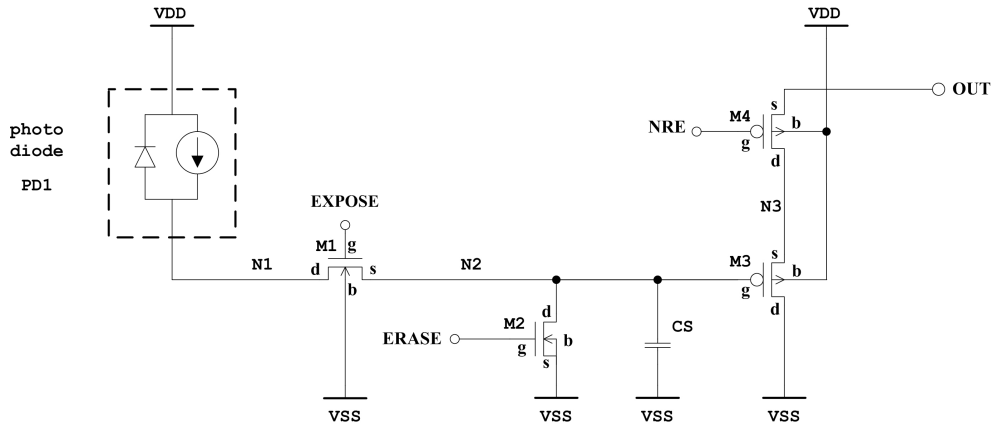 VDD
VDD
OUT
photo
diode
PD1
s
M4
b
NRE
g
d
EXPOSE
N3
M1
g
N1
d
s
N2
M3
s
b
b
g
d
M2
d
CS
ERASE
g
b
s
VSS
VSS
VSS
VSS